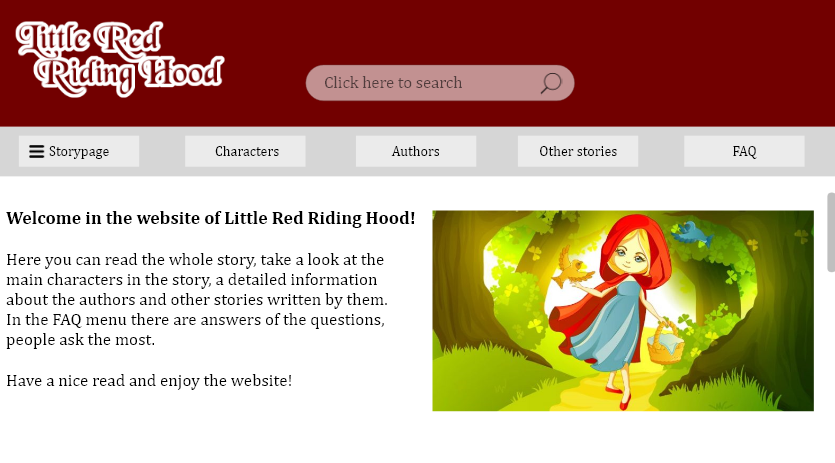 Little Red
Riding Hood
Click here to search
Storypage
Characters
Authors
Other stories
FAQ
Welcome in the website of Little Red Riding Hood!
Here you can read the whole story, take a look at the
main characters in the story, a detailed information
about the authors and other stories written by them.
In the FAQ menu there are answers of the questions,
people ask the most.
Have a nice read and enjoy the website!